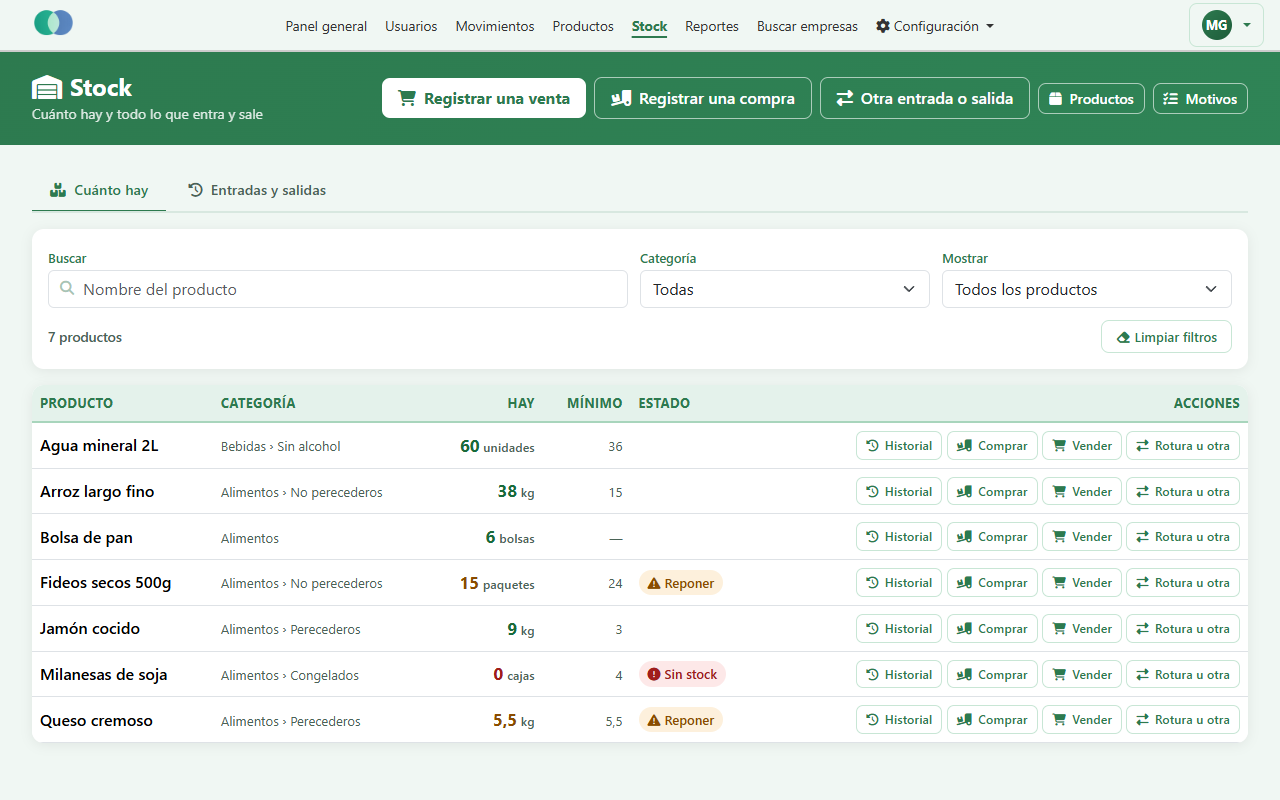 Panel general Usuarios Movimientos Productos Stock Reportes Buscar empresas Configuración MG
Stock
Cuánto hay y todo lo que entra y sale
Registrar una venta Registrar una compra Otra entrada o salida Productos Motivos
Cuánto hay Entradas y salidas
Buscar Categoría Mostrar
Nombre del producto Todas Todos los productos
7 productos Limpiar filtros
PRODUCTO CATEGORÍA HAY MÍNIMO ESTADO ACCIONES
Agua mineral 2L Bebidas › Sin alcohol 60 unidades 36 Historial Comprar Vender Rotura u otra
Arroz largo fino Alimentos › No perecederos 38 kg 15 Historial Comprar Vender Rotura u otra
Bolsa de pan Alimentos 6 bolsas — Historial Comprar Vender Rotura u otra
Fideos secos 500g Alimentos › No perecederos 15 paquetes 24 Reponer Historial Comprar Vender Rotura u otra
Jamón cocido Alimentos › Perecederos 9 kg 3 Historial Comprar Vender Rotura u otra
Milanesas de soja Alimentos › Congelados 0 cajas 4 Sin stock Historial Comprar Vender Rotura u otra
Queso cremoso Alimentos › Perecederos 5,5 kg 5,5 Reponer Historial Comprar Vender Rotura u otra